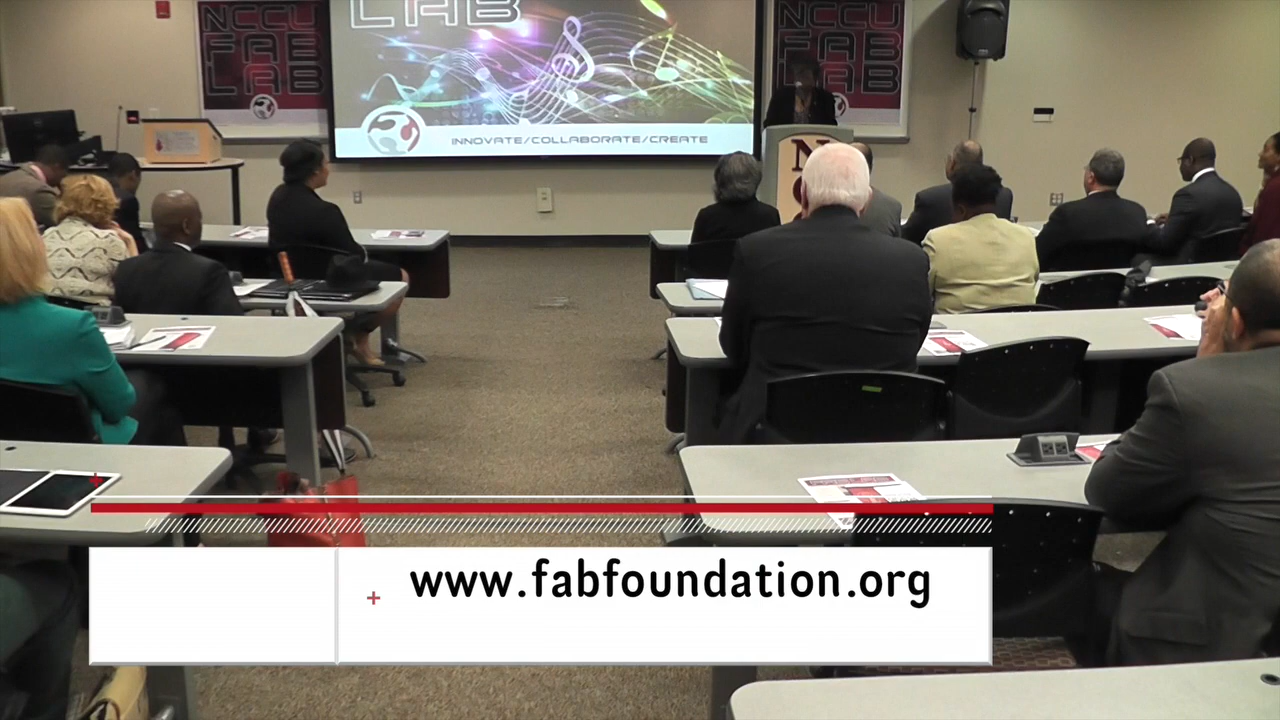 NCCU
FAB
LAB
LAB
INNOVATE/COLLABORATE/CREATE
NCCU
FAB
LAB
N
www.fabfoundation.org